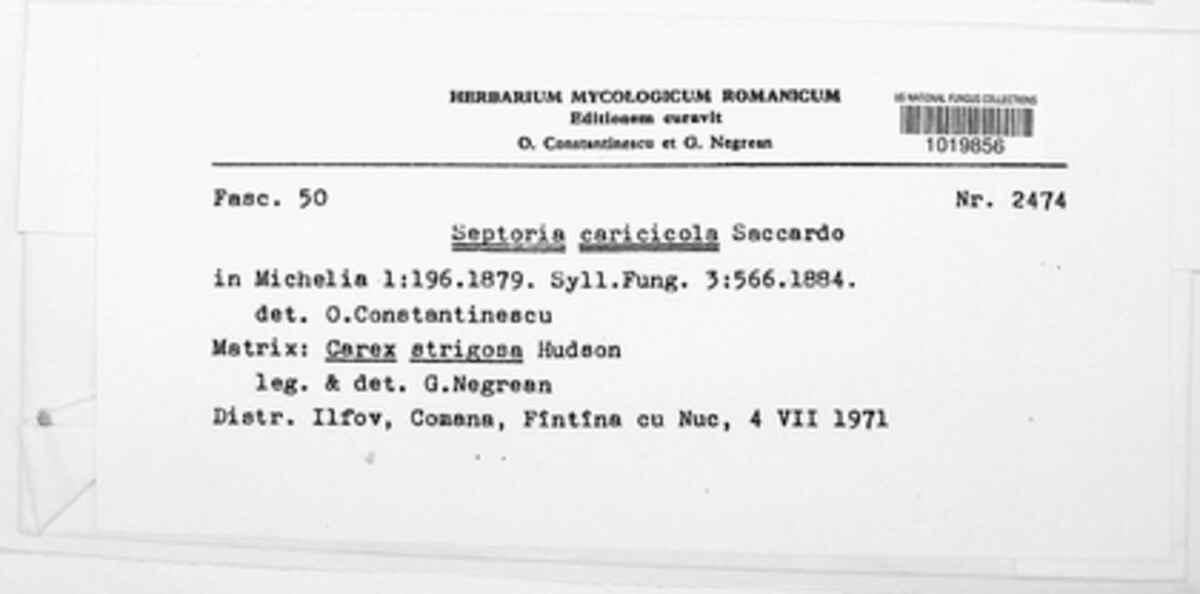 HERBARIUM MYCOLOGICUM ROMANICUM
Editionem curavit
O. Constantinescu et G. Negrean
US NATIONAL FUNGUS COLLECTIONS
1019856
Fasc. 50 Nr. 2474
Septoria caricicola Saccardo
in Michelia 1:196.1879. Syll.Fung. 3:566.1884.
det. O.Constantinescu
Matrix: Carex strigosa Hudson
leg. & det. G.Negrean
Distr. Ilfov, Comana, Fîntîna cu Nuc, 4 VII 1971